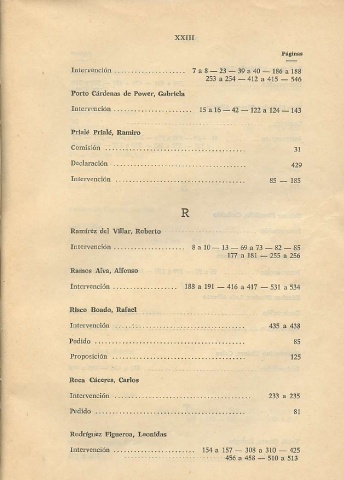 XXIII
Páginas
Intervención .................... 7 a 8 — 23 — 39 a 40 — 186 a 188
253 a 254 — 412 a 415 — 546
Porto Cárdenas de Power, Gabriela
Intervención .................... 15 a 16 — 42 — 122 a 124 — 143
Prialé Prialé, Ramiro
Comisión .................... 31
Declaración .................... 429
Intervención .................... 85 — 185
R
Ramírez del Villar, Roberto
Intervención .................... 8 a 10 — 13 — 69 a 73 — 82 — 85
177 a 181 — 255 a 256
Ramos Alva, Alfonso
Intervención .................... 188 a 191 — 416 a 417 — 531 a 534
Risco Boado, Rafael
Intervención .................... 435 a 438
Pedido .................... 85
Proposición .................... 125
Roca Cáceres, Carlos
Intervención .................... 233 a 235
Pedido .................... 81
Rodríguez Figueroa, Leonidas
Intervención .................... 154 a 157 — 308 a 310 — 425
456 a 458 — 510 a 513